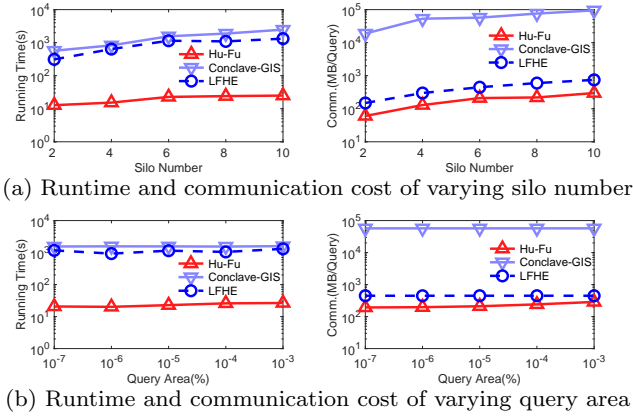 10^4
10^3
10^2
10^1
10^0
Running Time(s)
Hu-Fu
Conclave-GIS
LFHE
2 4 6 8 10
Silo Number
10^5
10^4
10^3
10^2
10^1
Comm.(MB/Query)
Hu-Fu
Conclave-GIS
LFHE
2 4 6 8 10
Silo Number
(a) Runtime and communication cost of varying silo number
10^4
10^3
10^2
10^1
10^0
Running Time(s)
Hu-Fu
Conclave-GIS
LFHE
10^-7 10^-6 10^-5 10^-4 10^-3
Query Area(%)
10^5
10^4
10^3
10^2
10^1
Comm.(MB/Query)
Hu-Fu
Conclave-GIS
LFHE
10^-7 10^-6 10^-5 10^-4 10^-3
Query Area(%)
(b) Runtime and communication cost of varying query area